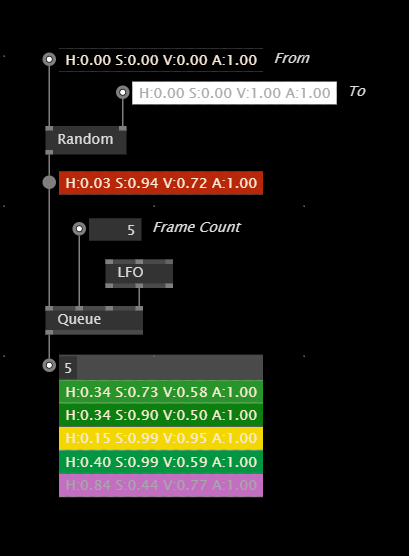 H:0.00 S:0.00 V:0.00 A:1.00 From
H:0.00 S:0.00 V:1.00 A:1.00 To
Random
H:0.03 S:0.94 V:0.72 A:1.00
5 Frame Count
LFO
Queue
5
H:0.34 S:0.73 V:0.58 A:1.00
H:0.34 S:0.90 V:0.50 A:1.00
H:0.15 S:0.99 V:0.95 A:1.00
H:0.40 S:0.99 V:0.59 A:1.00
H:0.84 S:0.44 V:0.77 A:1.00